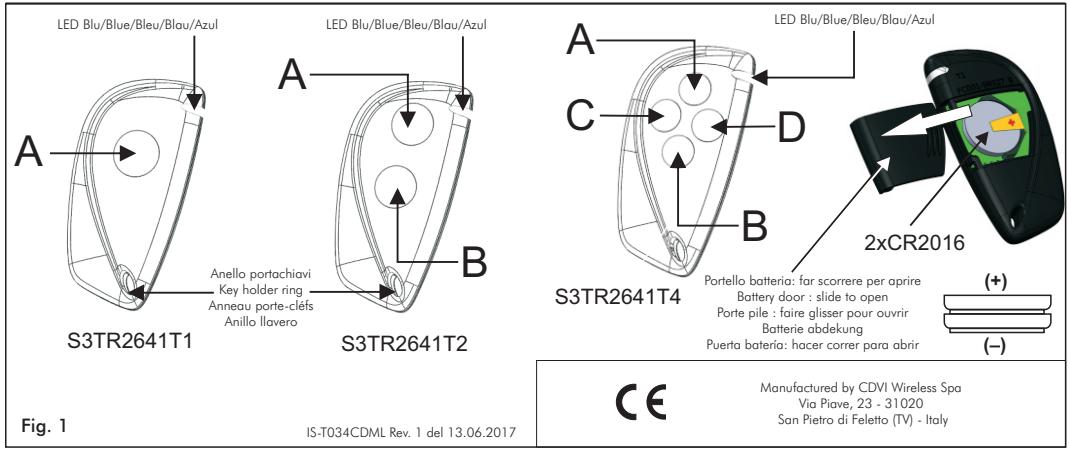 LED Blu/Blue/Bleu/Blau/Azul
A
S3TR2641T1
LED Blu/Blue/Bleu/Blau/Azul
A
B
S3TR2641T2
Anello portachiavi
Key holder ring
Anneau porte-cléfs
Anillo llavero
LED Blu/Blue/Bleu/Blau/Azul
A
C
D
B
S3TR2641T4
T1
+
2xCR2016
Portello batteria: far scorrere per aprire
Battery door : slide to open
Porte pile : faire glisser pour ouvrir
Batterie abdekung
Puerta batería: hacer correr para abrir
(+)
(–)
Fig. 1
IS-T034CDML Rev. 1 del 13.06.2017
CE
Manufactured by CDVI Wireless Spa
Via Piave, 23 - 31020
San Pietro di Feletto (TV) - Italy